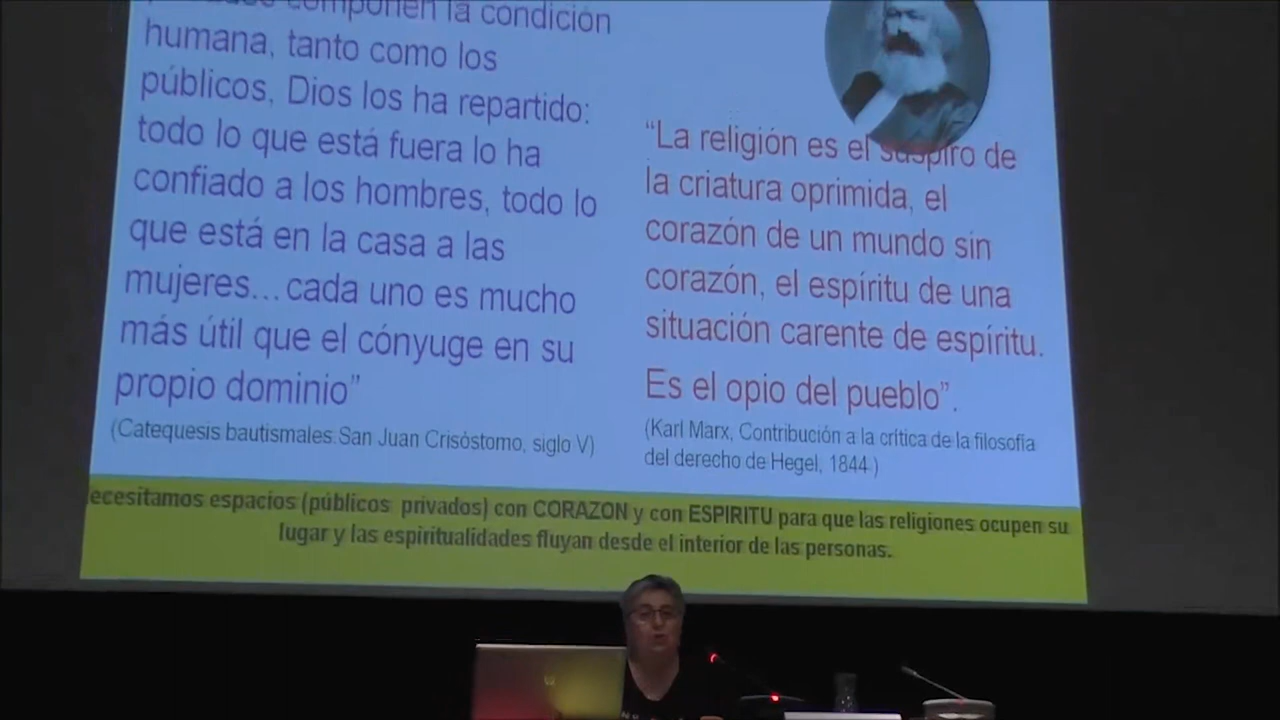 componen la condición
humana, tanto como los
públicos, Dios los ha repartido:
todo lo que está fuera lo ha
confiado a los hombres, todo lo
que está en la casa a las
mujeres...cada uno es mucho
más útil que el cónyuge en su
propio dominio”
(Catequesis bautismales.San Juan Crisóstomo, siglo V)
“La religión es el suspiro de
la criatura oprimida, el
corazón de un mundo sin
corazón, el espíritu de una
situación carente de espíritu.
Es el opio del pueblo”.
(Karl Marx, Contribución a la crítica de la filosofía
del derecho de Hegel, 1844.)
ecesitamos espacios (públicos privados) con CORAZON y con ESPIRITU para que las religiones ocupen su
lugar y las espiritualidades fluyan desde el interior de las personas.